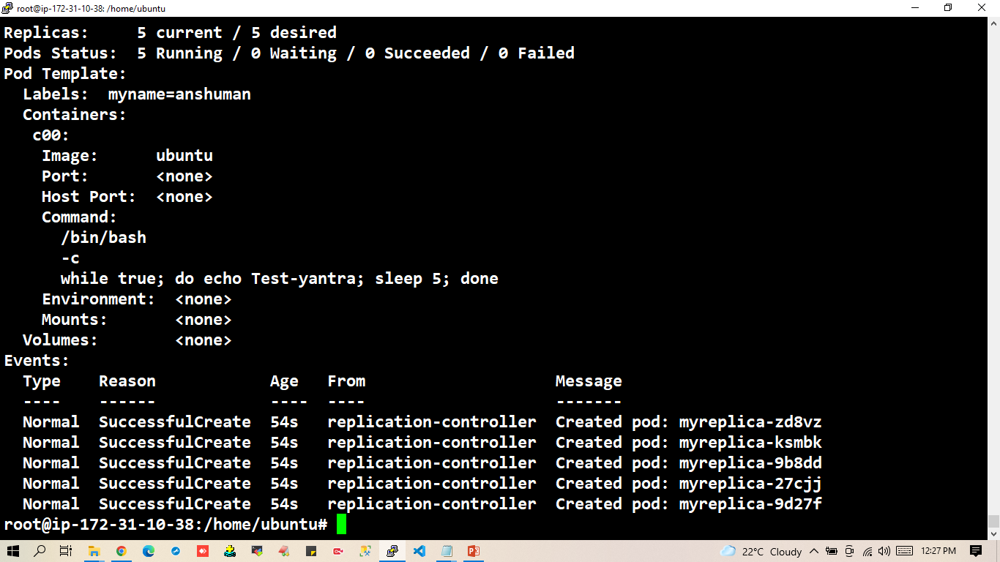 root@ip-172-31-10-38: /home/ubuntu
Replicas:     5 current / 5 desired
Pods Status:  5 Running / 0 Waiting / 0 Succeeded / 0 Failed
Pod Template:
  Labels:  myname=anshuman
  Containers:
   c00:
    Image:      ubuntu
    Port:       <none>
    Host Port:  <none>
    Command:
      /bin/bash
      -c
      while true; do echo Test-yantra; sleep 5; done
    Environment:  <none>
    Mounts:       <none>
  Volumes:        <none>
Events:
  Type    Reason            Age   From                    Message
  ----    ------            ----  ----                    -------
  Normal  SuccessfulCreate  54s   replication-controller  Created pod: myreplica-zd8vz
  Normal  SuccessfulCreate  54s   replication-controller  Created pod: myreplica-ksmbk
  Normal  SuccessfulCreate  54s   replication-controller  Created pod: myreplica-9b8dd
  Normal  SuccessfulCreate  54s   replication-controller  Created pod: myreplica-27cjj
  Normal  SuccessfulCreate  54s   replication-controller  Created pod: myreplica-9d27f
root@ip-172-31-10-38:/home/ubuntu#
22°C Cloudy 12:27 PM